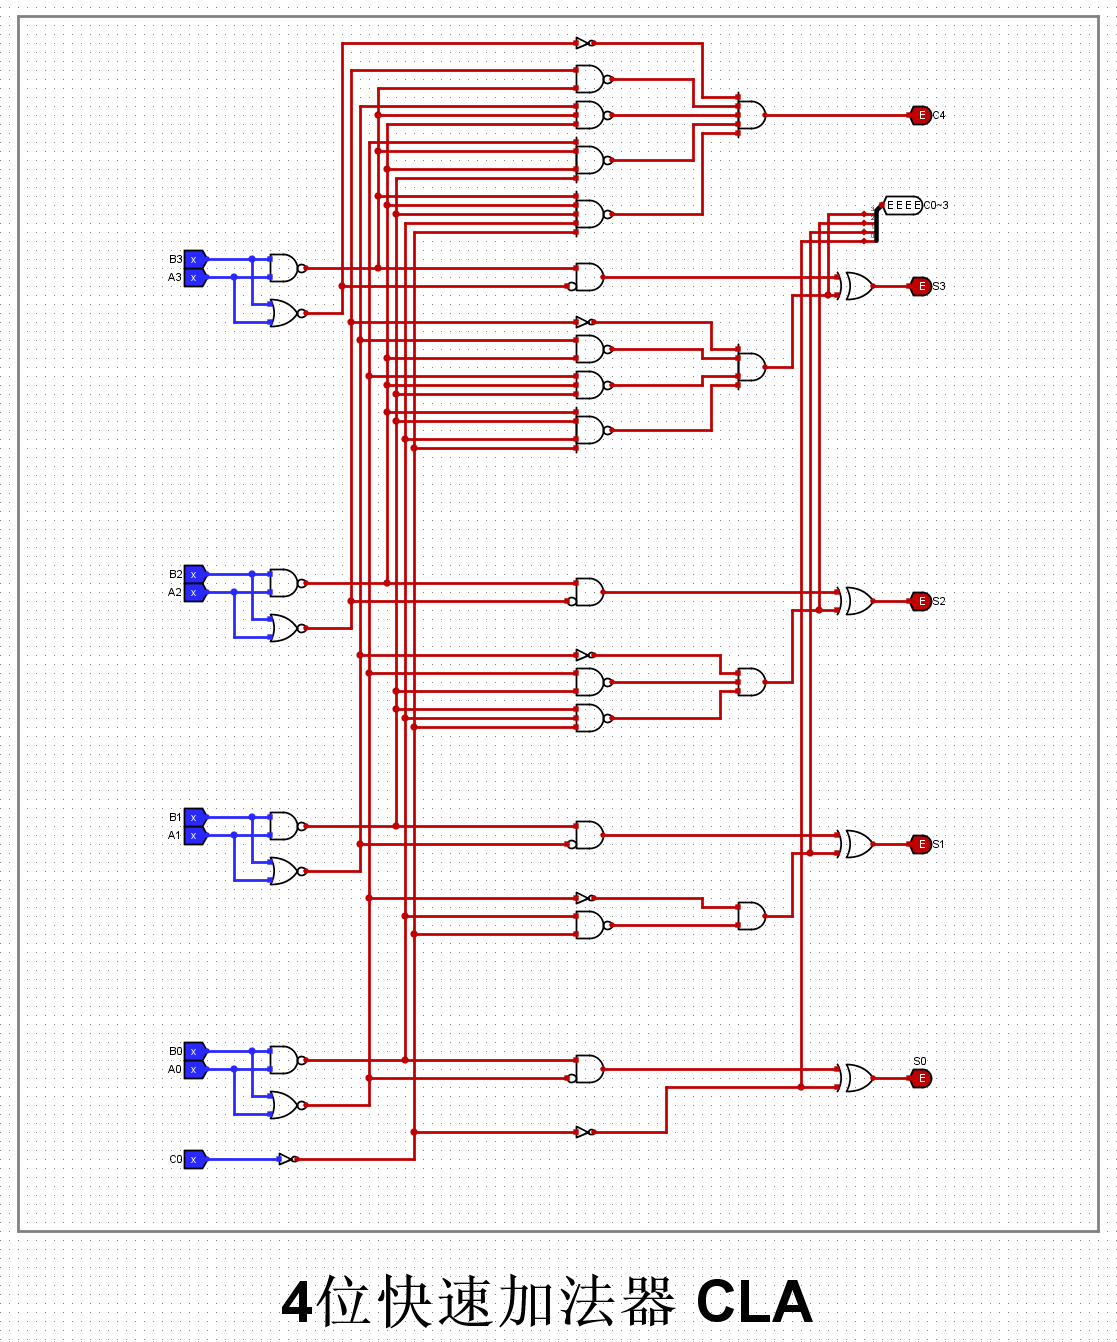 E C4
E E E E C0~3
B3 x
A3 x
E S3
B2 x
A2 x
E S2
B1 x
A1 x
E S1
B0 x
A0 x
S0
E
C0 x
4位快速加法器 CLA